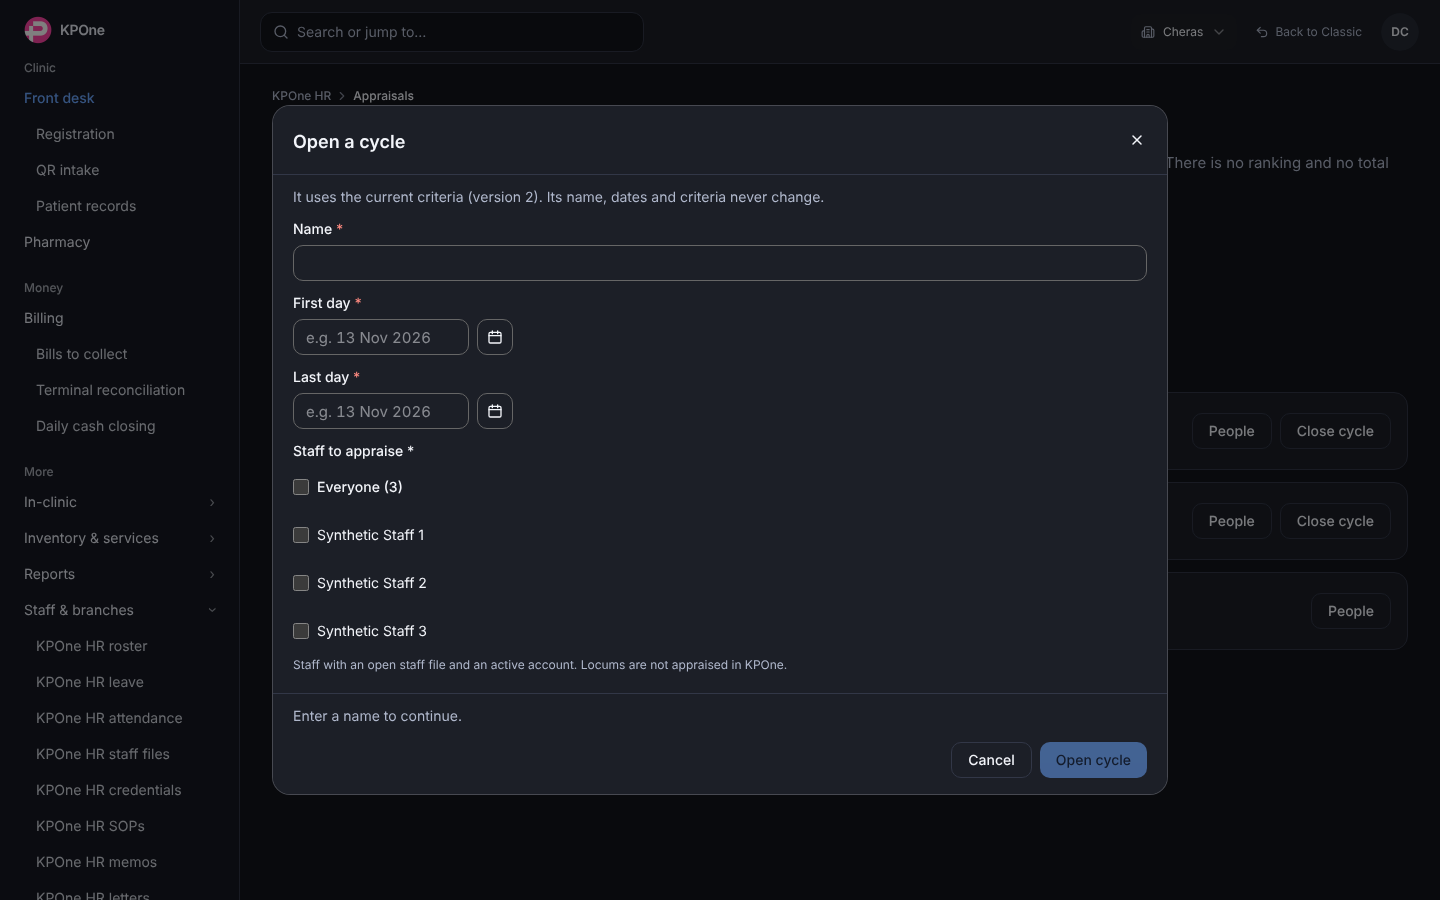 KPOne
Clinic
Front desk
Registration
QR intake
Patient records
Pharmacy
Money
Billing
Bills to collect
Terminal reconciliation
Daily cash closing
More
In-clinic
Inventory & services
Reports
Staff & branches
KPOne HR roster
KPOne HR leave
KPOne HR attendance
KPOne HR staff files
KPOne HR credentials
KPOne HR SOPs
KPOne HR memos
KPOne HR letters
Search or jump to...
Cheras
Back to Classic
DC
KPOne HR > Appraisals
There is no ranking and no total
Open a cycle
It uses the current criteria (version 2). Its name, dates and criteria never change.
Name *
First day *
e.g. 13 Nov 2026
Last day *
e.g. 13 Nov 2026
Staff to appraise *
Everyone (3)
Synthetic Staff 1
Synthetic Staff 2
Synthetic Staff 3
Staff with an open staff file and an active account. Locums are not appraised in KPOne.
Enter a name to continue.
Cancel
Open cycle
People
Close cycle
People
Close cycle
People